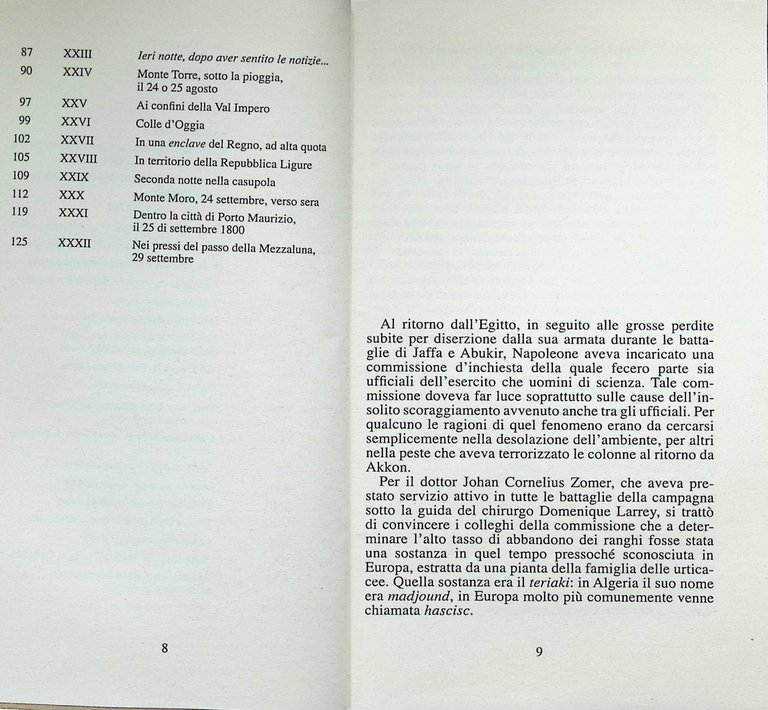 87 XXIII Ieri notte, dopo aver sentito le notizie...
90 XXIV Monte Torre, sotto la pioggia,
il 24 o 25 agosto
97 XXV Ai confini della Val Impero
99 XXVI Colle d'Oggia
102 XXVII In una enclave del Regno, ad alta quota
105 XXVIII In territorio della Repubblica Ligure
109 XXIX Seconda notte nella casupola
112 XXX Monte Moro, 24 settembre, verso sera
119 XXXI Dentro la città di Porto Maurizio,
il 25 di settembre 1800
125 XXXII Nei pressi del passo della Mezzaluna,
29 settembre
8
Al ritorno dall'Egitto, in seguito alle grosse perdite
subite per diserzione dalla sua armata durante le batta-
glie di Jaffa e Abukir, Napoleone aveva incaricato una
commissione d'inchiesta della quale fecero parte sia
ufficiali dell'esercito che uomini di scienza. Tale com-
missione doveva far luce soprattutto sulle cause dell'in-
solito scoraggiamento avvenuto anche tra gli ufficiali. Per
qualcuno le ragioni di quel fenomeno erano da cercarsi
semplicemente nella desolazione dell'ambiente, per altri
nella peste che aveva terrorizzato le colonne al ritorno da
Akkon.
Per il dottor Johan Cornelius Zomer, che aveva pre-
stato servizio attivo in tutte le battaglie della campagna
sotto la guida del chirurgo Domenique Larrey, si trattò
di convincere i colleghi della commissione che a deter-
minare l'alto tasso di abbandono dei ranghi fosse stata
una sostanza in quel tempo pressoché sconosciuta in
Europa, estratta da una pianta della famiglia delle urtica-
cee. Quella sostanza era il teriaki: in Algeria il suo nome
era madjound, in Europa molto più comunemente venne
chiamata hascisc.
9